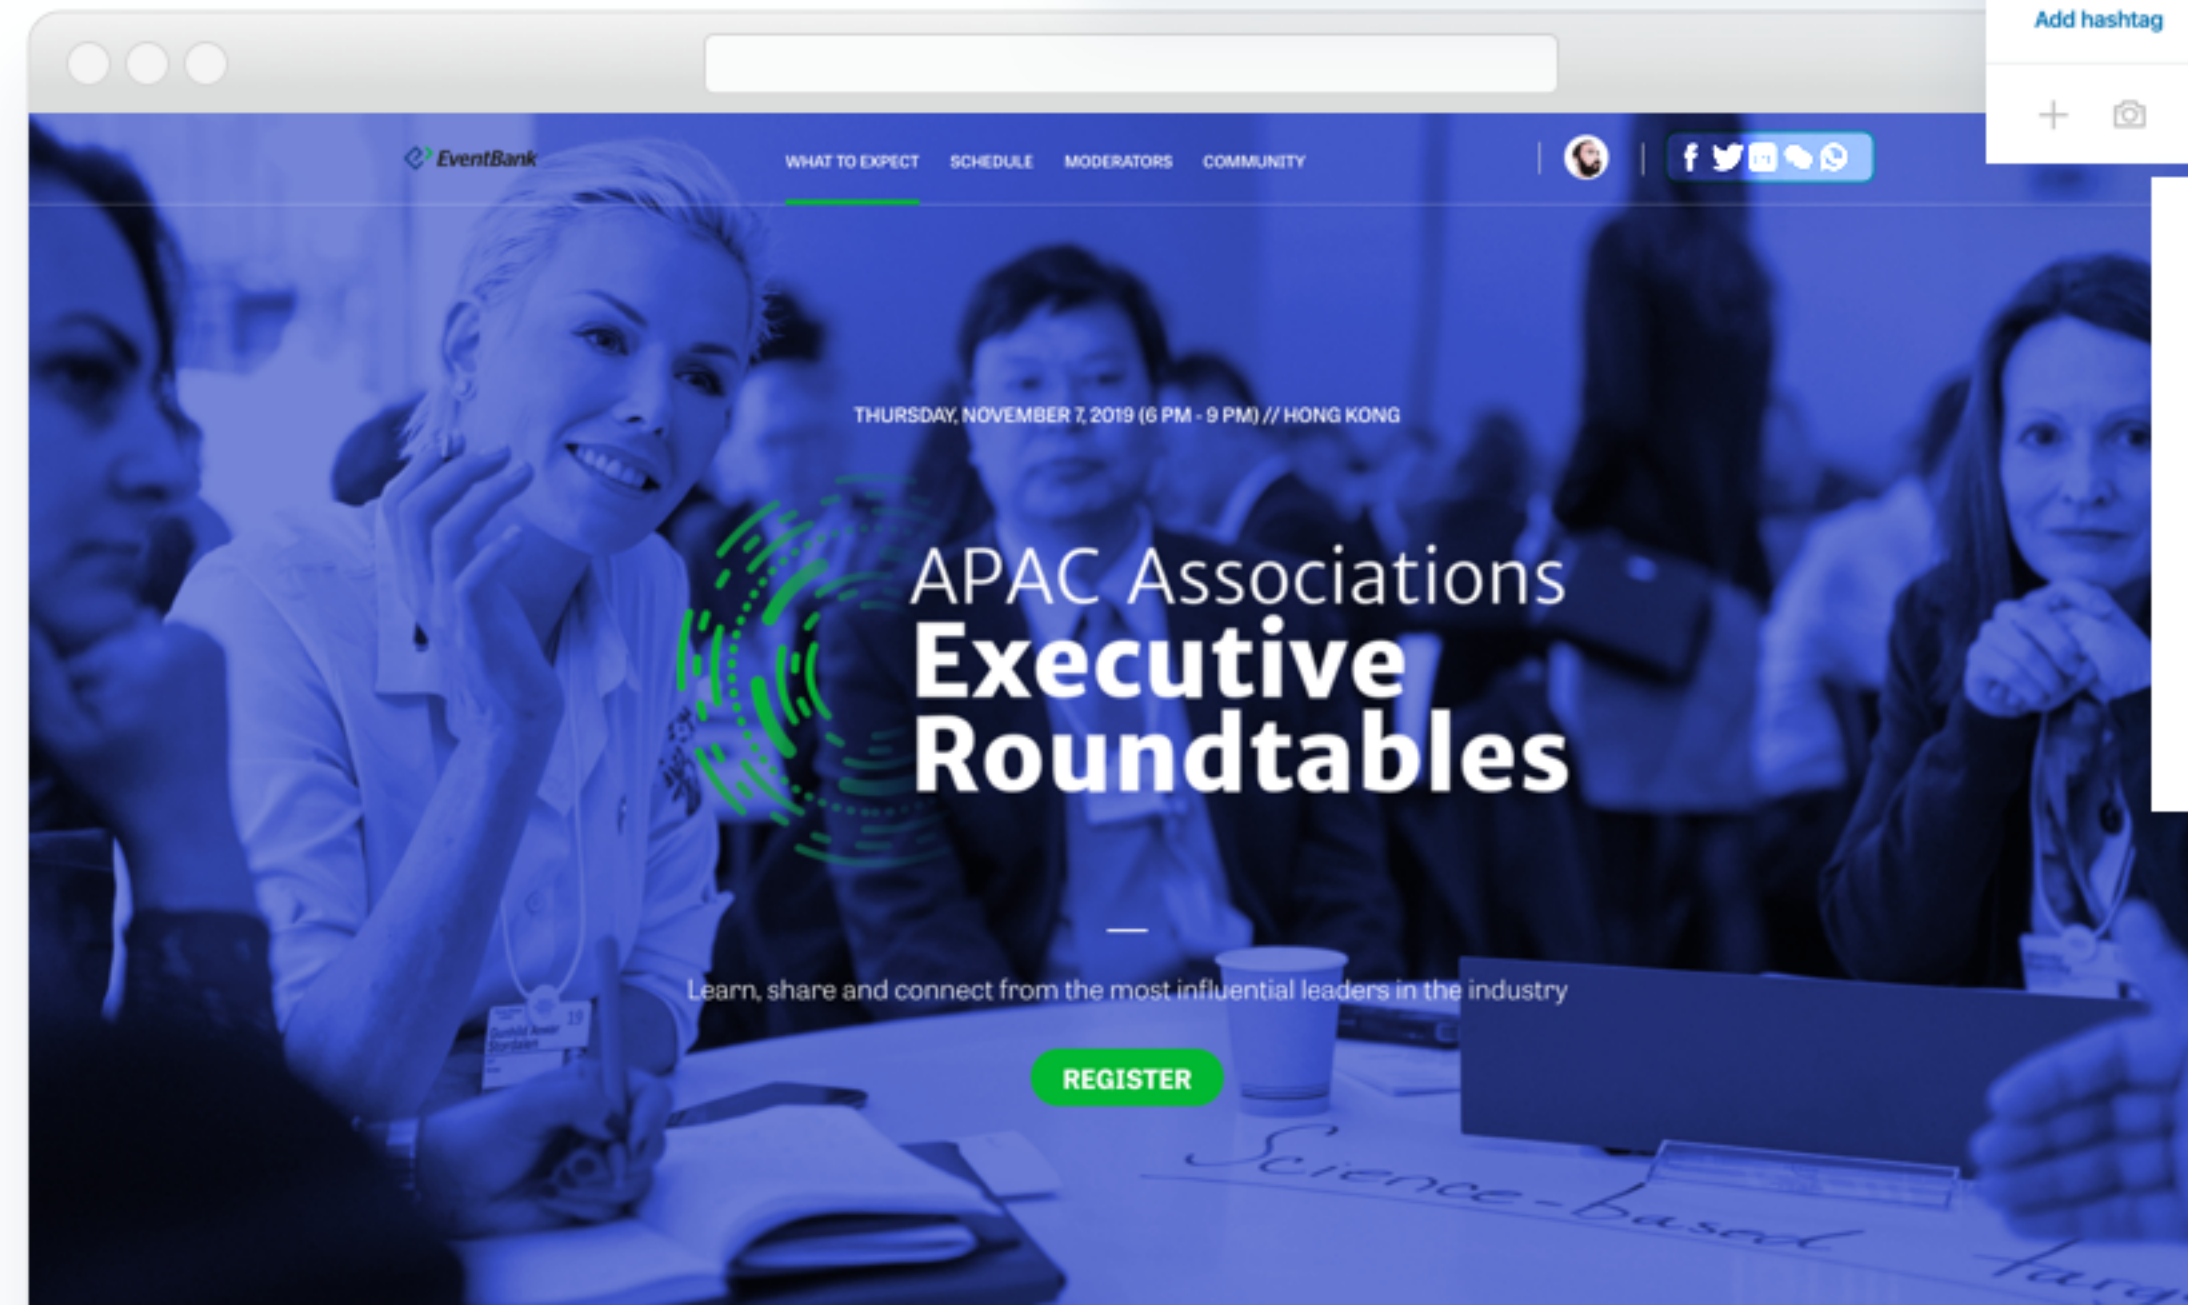 Add hashtag
EventBank
WHAT TO EXPECT SCHEDULE MODERATORS COMMUNITY
THURSDAY, NOVEMBER 7, 2019 (6 PM - 9 PM) // HONG KONG
APAC Associations
Executive
Roundtables
Learn, share and connect from the most influential leaders in the industry
19
Stordalen
REGISTER
Science-based